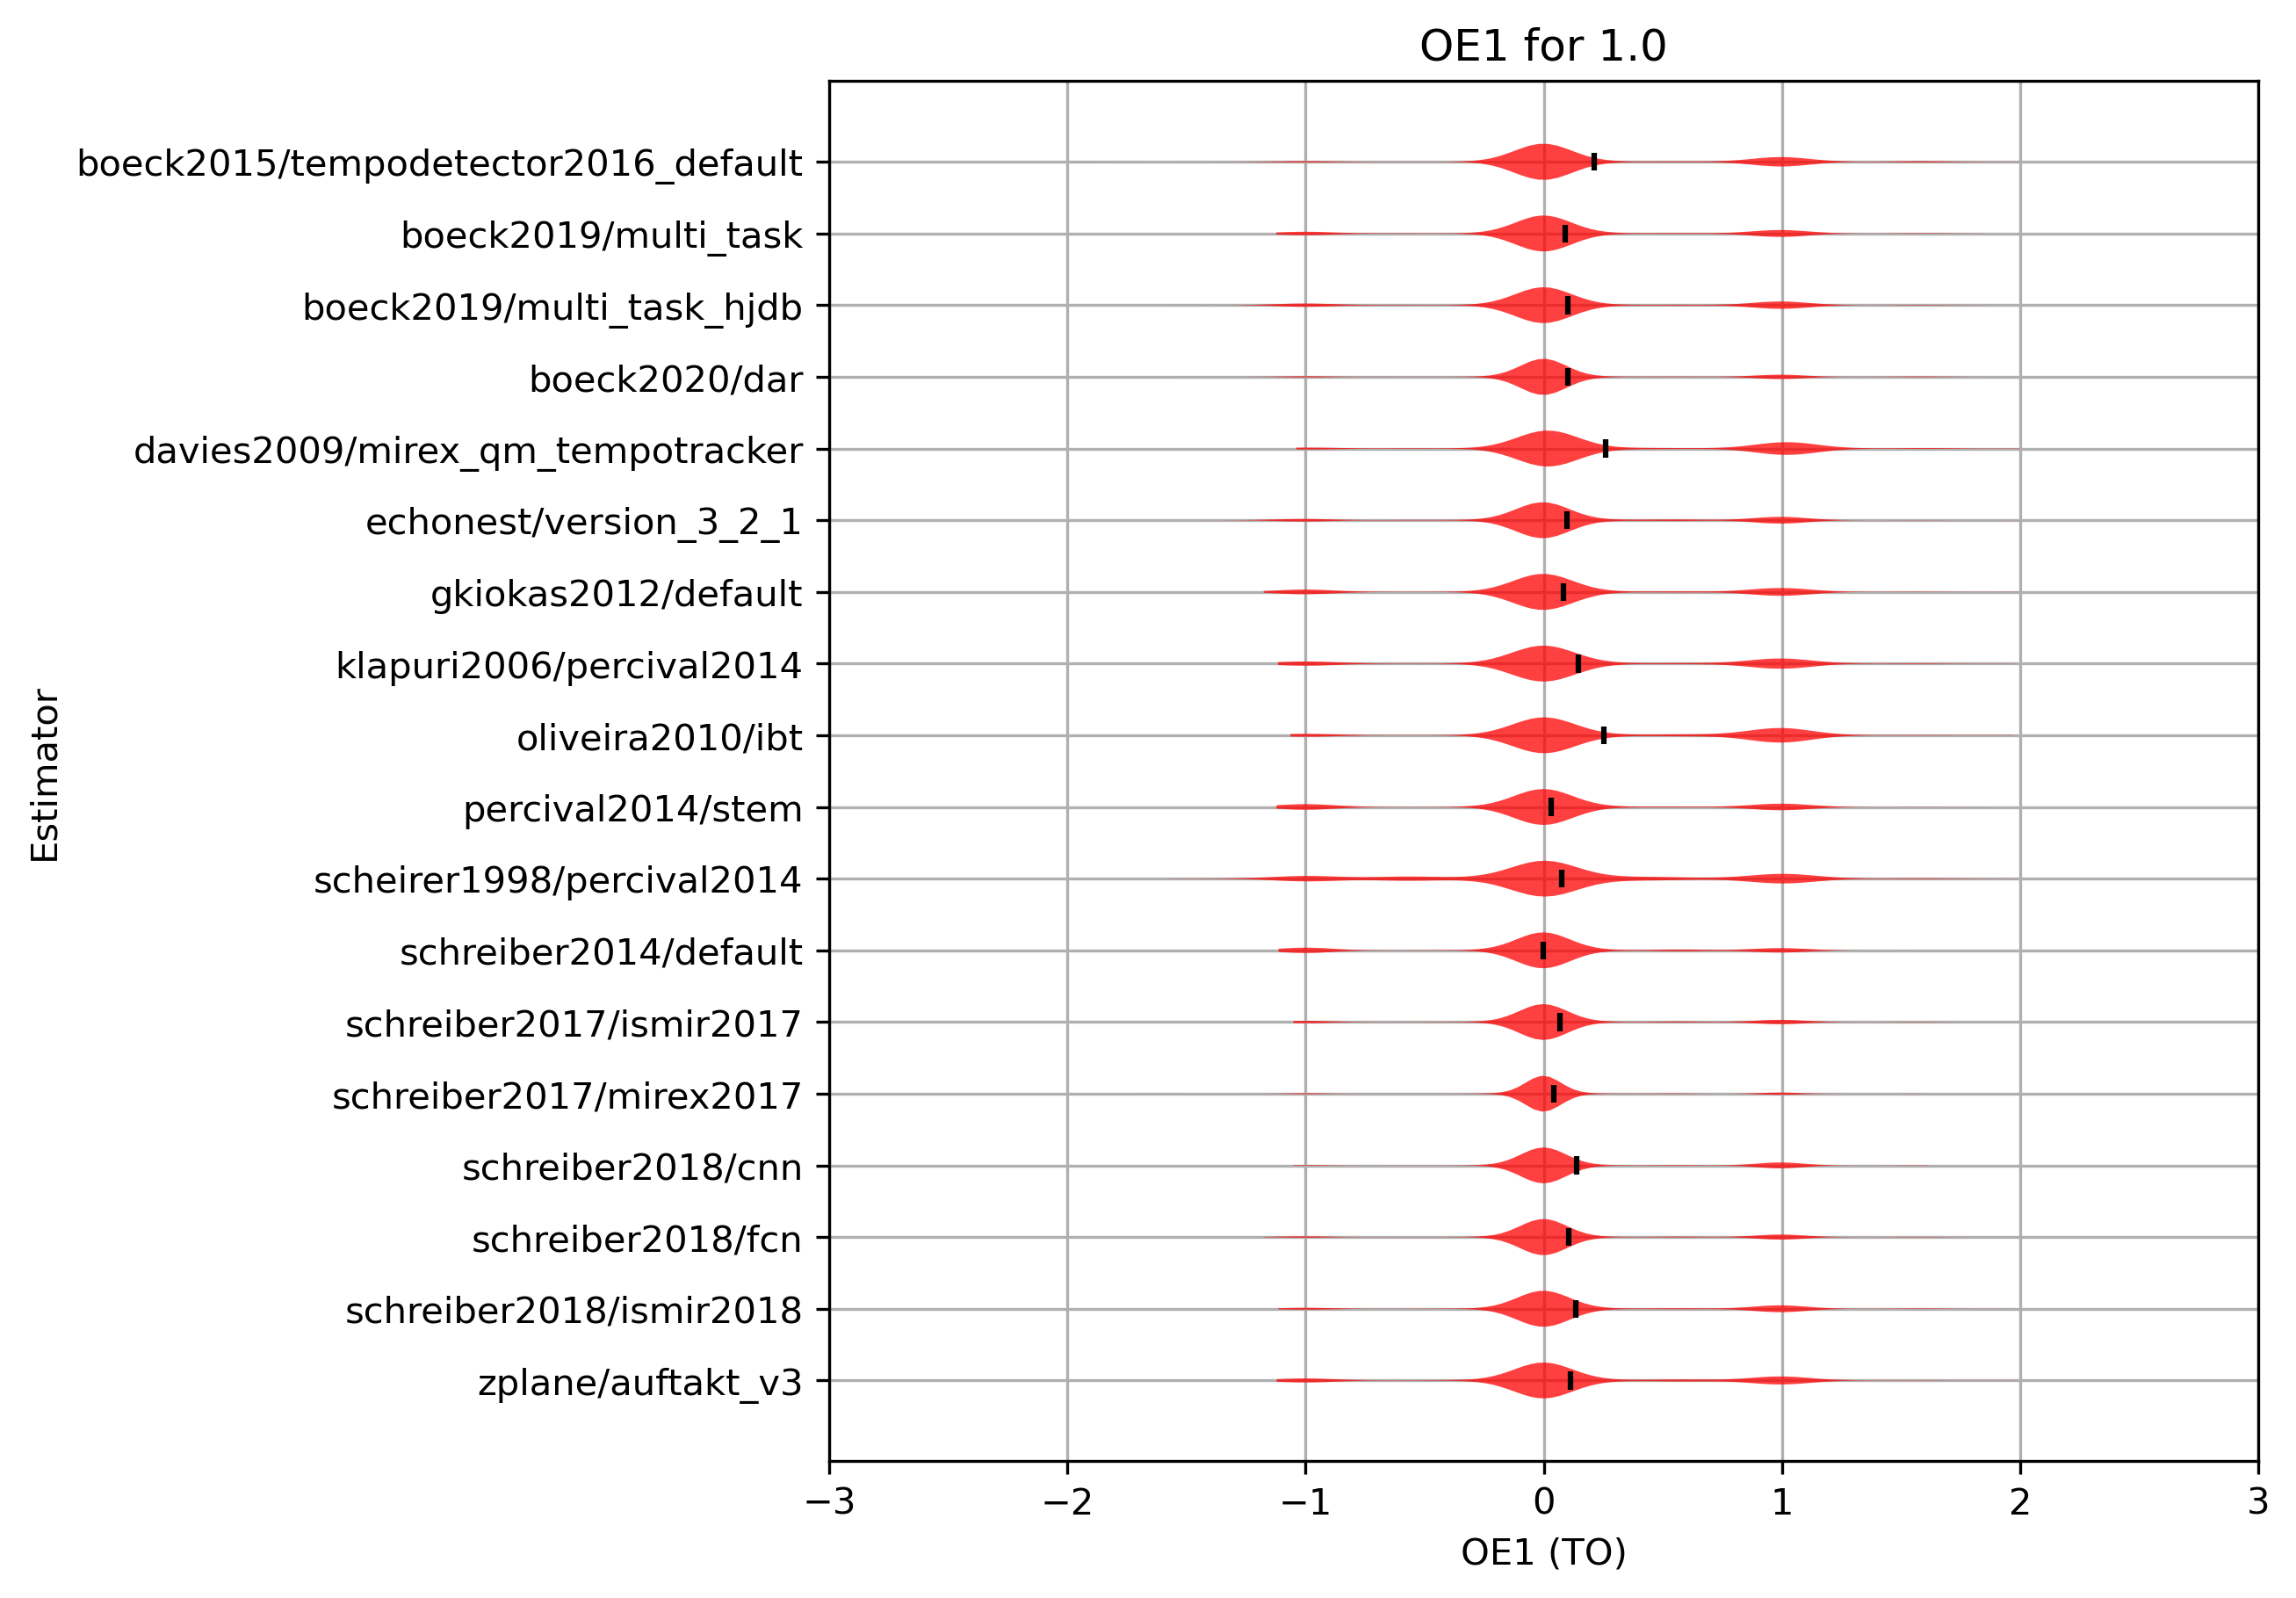 OE1 for 1.0
boeck2015/tempodetector2016_default
boeck2019/multi_task
boeck2019/multi_task_hjdb
boeck2020/dar
davies2009/mirex_qm_tempotracker
echonest/version_3_2_1
gkiokas2012/default
klapuri2006/percival2014
oliveira2010/ibt
percival2014/stem
scheirer1998/percival2014
schreiber2014/default
schreiber2017/ismir2017
schreiber2017/mirex2017
schreiber2018/cnn
schreiber2018/fcn
schreiber2018/ismir2018
zplane/auftakt_v3
Estimator
−3 −2 −1 0 1 2 3
OE1 (TO)